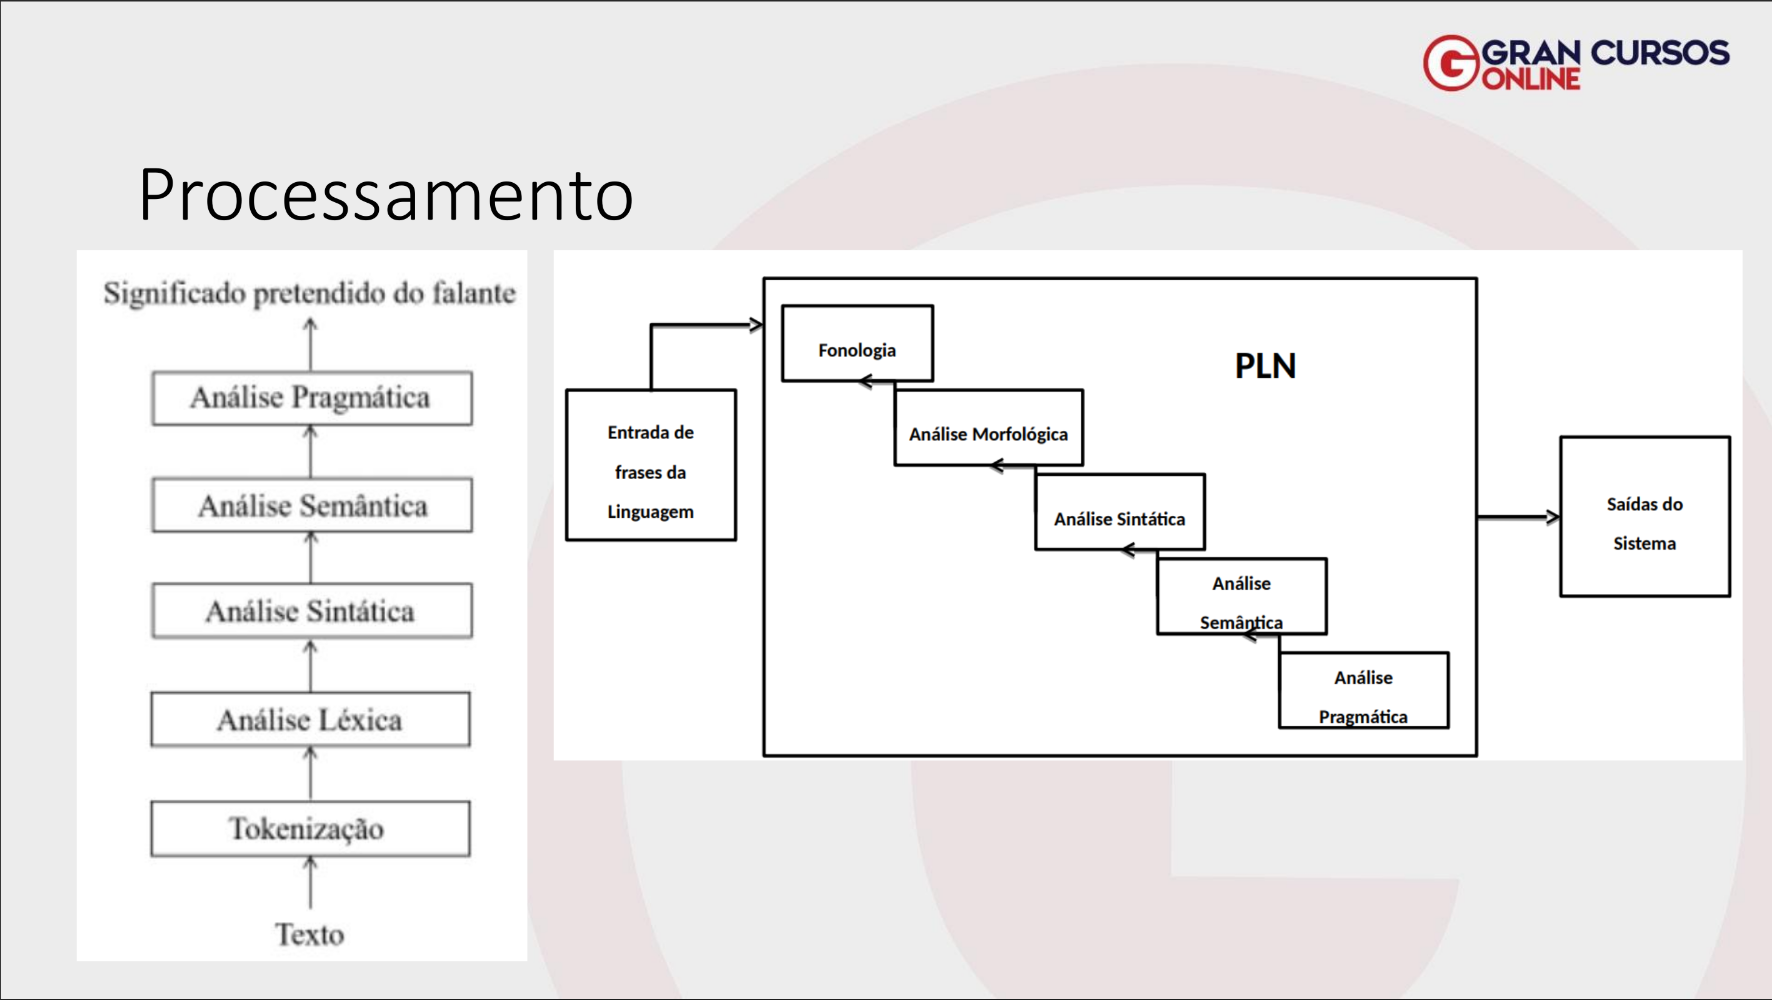 GRAN CURSOS
ONLINE
Processamento
Significado pretendido do falante
Análise Pragmática
Análise Semântica
Análise Sintática
Análise Léxica
Tokenização
Texto
Entrada de
frases da
Linguagem
Fonologia
PLN
Análise Morfológica
Análise Sintática
Análise
Semântica
Análise
Pragmática
Saídas do
Sistema